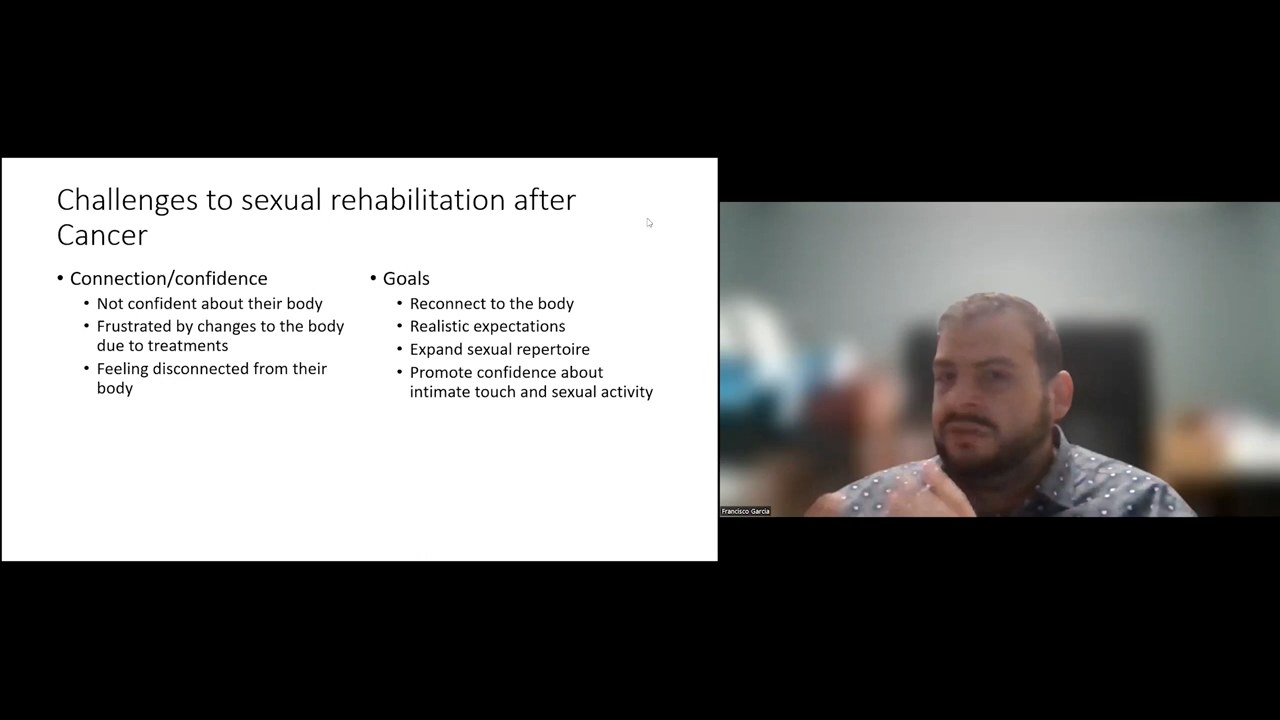 Challenges to sexual rehabilitation after
Cancer
• Connection/confidence
• Not confident about their body
• Frustrated by changes to the body
due to treatments
• Feeling disconnected from their
body
• Goals
• Reconnect to the body
• Realistic expectations
• Expand sexual repertoire
• Promote confidence about
intimate touch and sexual activity
Francisco Garcia